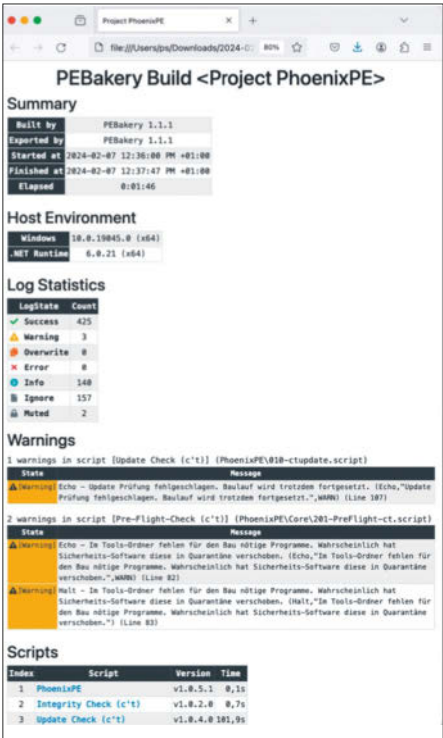 Project PhoenixPE
file:///Users/ps/Downloads/2024-0
80%
PEBakery Build <Project PhoenixPE>
Summary
Built by PEBakery 1.1.1
Exported by PEBakery 1.1.1
Started at 2024-02-07 12:36:00 PM +01:00
Finished at 2024-02-07 12:37:47 PM +01:00
Elapsed 0:01:46
Host Environment
Windows 10.0.19045.0 (x64)
.NET Runtime 6.0.21 (x64)
Log Statistics
LogState Count
Success 425
Warning 3
Overwrite 0
Error 0
Info 140
Ignore 157
Muted 2
Warnings
1 warnings in script [Update Check (c't)] (PhoenixPE\010-ctupdate.script)
State Message
[Warning] Echo - Update Prüfung fehlgeschlagen. Baulauf wird trotzdem fortgesetzt. (Echo,"Update
Prüfung fehlgeschlagen. Baulauf wird trotzdem fortgesetzt.",WARN) (Line 107)
2 warnings in script [Pre-Flight-Check (c't)] (PhoenixPE\Core\201-PreFlight-ct.script)
State Message
[Warning] Echo - Im Tools-Ordner fehlen für den Bau nötige Programme. Wahrscheinlich hat
Sicherheits-Software diese in Quarantäne verschoben. (Echo,"Im Tools-Ordner fehlen für
den Bau nötige Programme. Wahrscheinlich hat Sicherheits-Software diese in Quarantäne
verschoben.",WARN) (Line 82)
[Warning] Halt - Im Tools-Ordner fehlen für den Bau nötige Programme. Wahrscheinlich hat
Sicherheits-Software diese in Quarantäne verschoben. (Halt,"Im Tools-Ordner fehlen für
den Bau nötige Programme. Wahrscheinlich hat Sicherheits-Software diese in Quarantäne
verschoben.") (Line 83)
Scripts
Index Script Version Time
1 PhoenixPE v1.0.5.1 0,1s
2 Integrity Check (c't) v1.0.2.0 0,7s
3 Update Check (c't) v1.0.4.0 101,9s